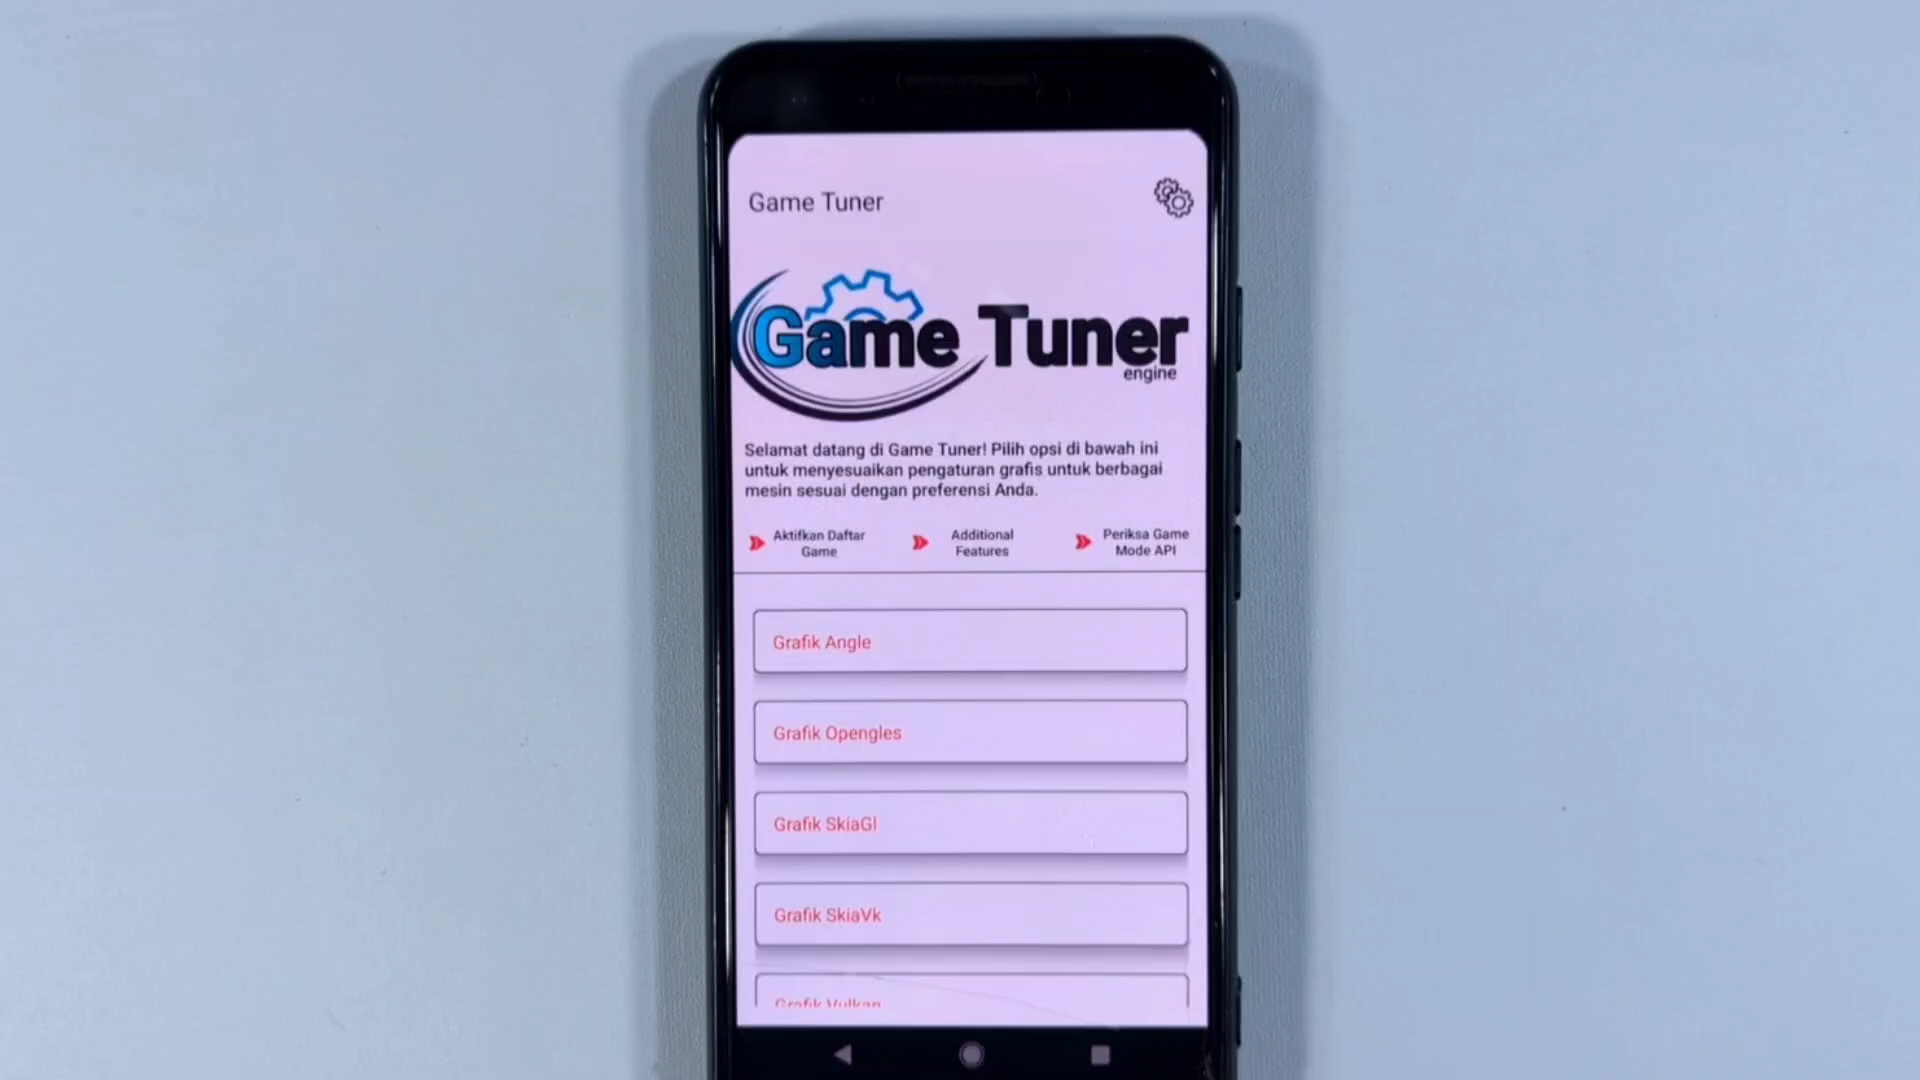 Game Tuner
Game Tuner
engine
Selamat datang di Game Tuner! Pilih opsi di bawah ini
untuk menyesuaikan pengaturan grafis untuk berbagai
mesin sesuai dengan preferensi Anda.
Aktifkan Daftar
Game
Additional
Features
Periksa Game
Mode API
Grafik Angle
Grafik Opengles
Grafik SkiaGl
Grafik SkiaVk
Grafik Vulkan